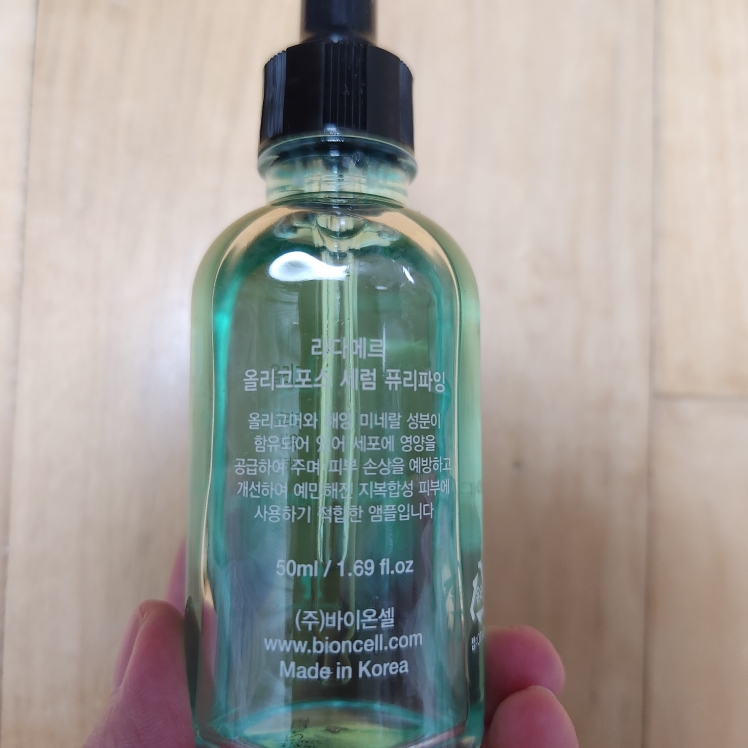 라다메르
올리고포스 세럼 퓨리파잉
올리고머와 해양 미네랄 성분이
함유되어 있어 세포에 영양을
공급하여 주며 피부 손상을 예방하고
개선하여 예민해진 지복합성 피부에
사용하기 적합한 앰플입니다
50ml / 1.69 fl.oz
(주)바이온셀
www.bioncell.com
Made in Korea